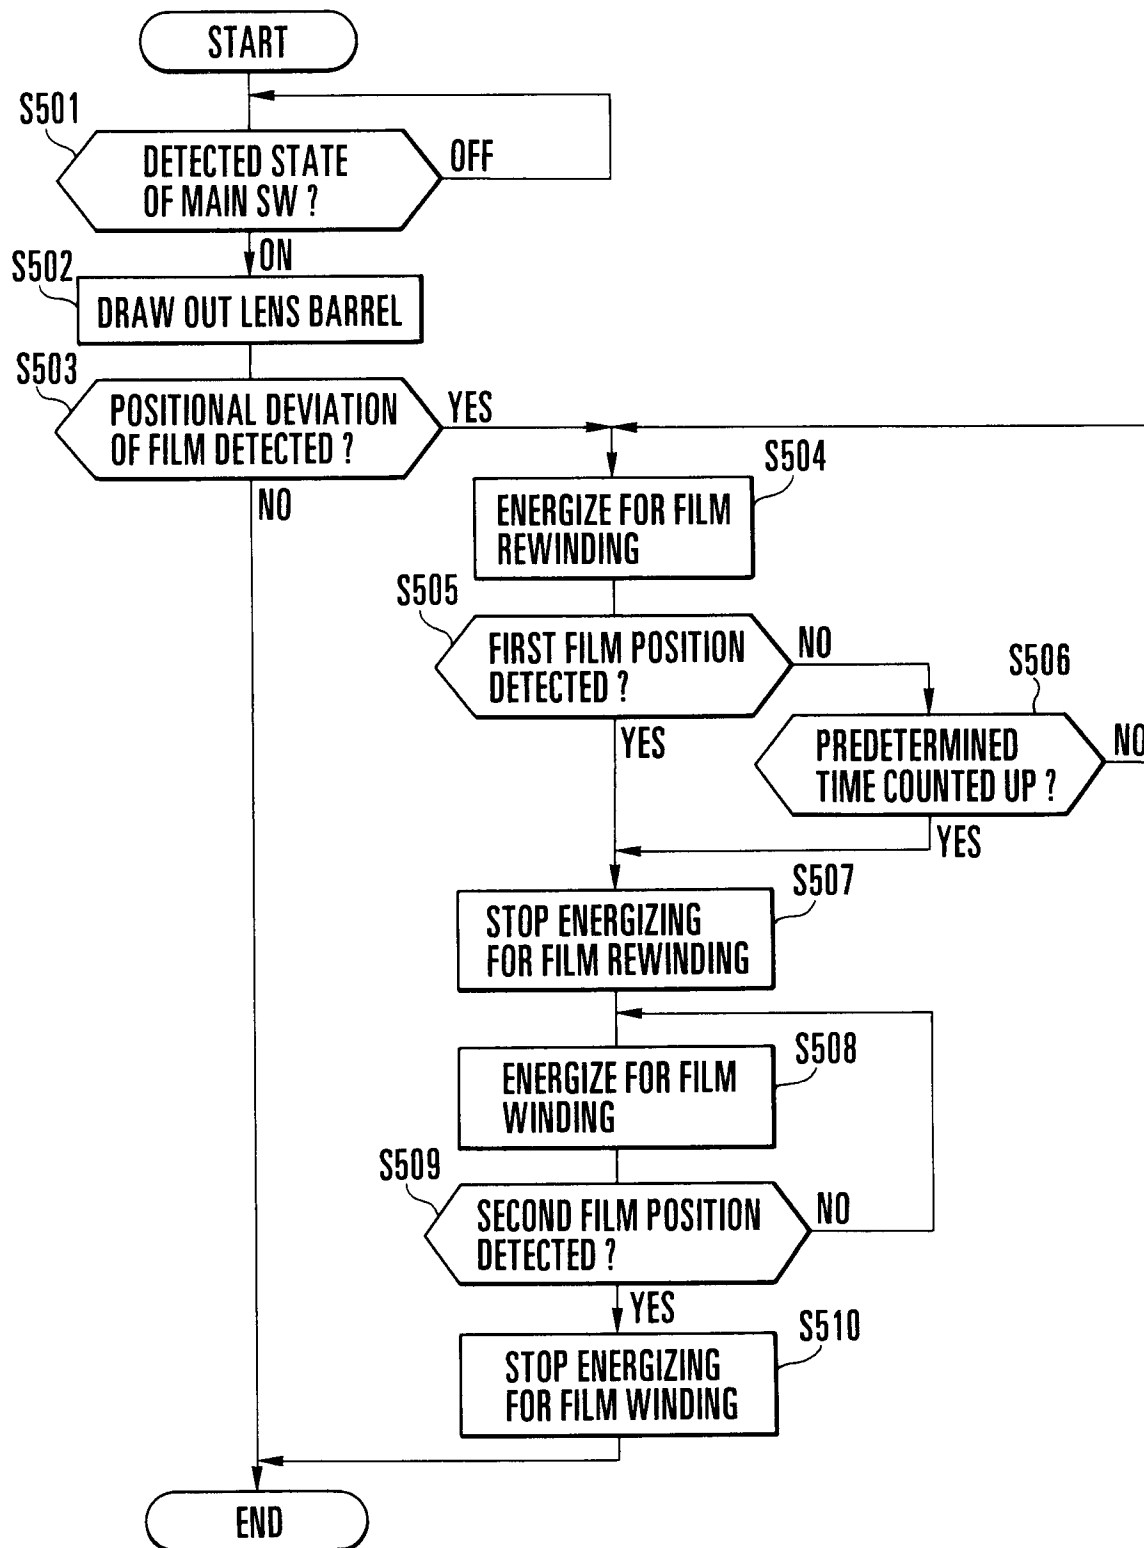 START
S501
DETECTED STATE
OF MAIN SW ?
OFF
ON
S502
DRAW OUT LENS BARREL
S503
POSITIONAL DEVIATION
OF FILM DETECTED ?
YES
NO
S504
ENERGIZE FOR FILM
REWINDING
S505
FIRST FILM POSITION
DETECTED ?
NO
YES
S506
PREDETERMINED
TIME COUNTED UP ?
NO
YES
S507
STOP ENERGIZING
FOR FILM REWINDING
S508
ENERGIZE FOR FILM
WINDING
S509
SECOND FILM POSITION
DETECTED ?
NO
YES
S510
STOP ENERGIZING
FOR FILM WINDING
END